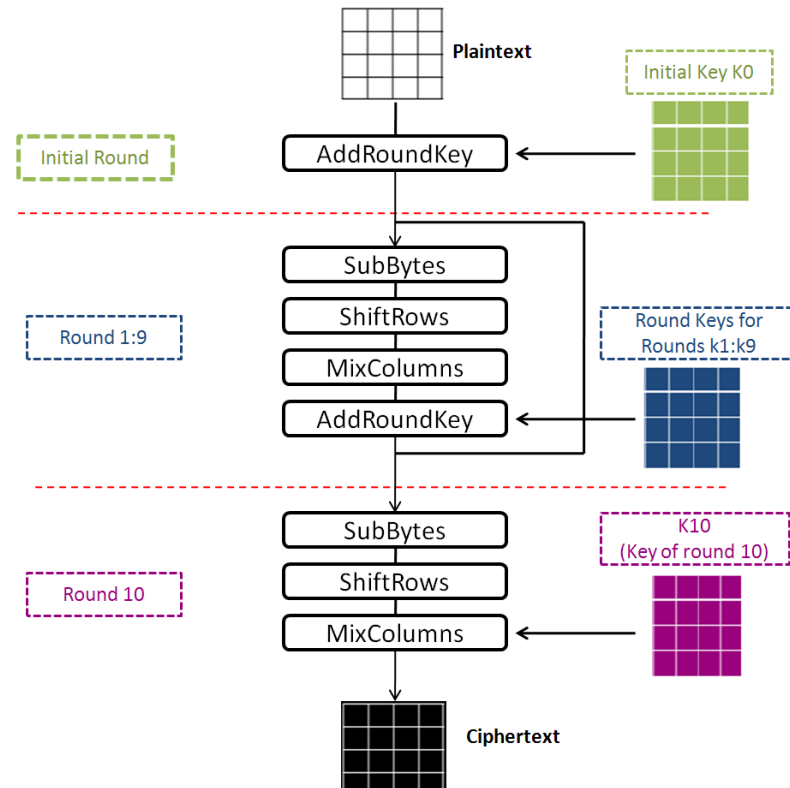 Plaintext
Initial Key K0
Initial Round
AddRoundKey
SubBytes
ShiftRows
Round 1:9
MixColumns
AddRoundKey
Round Keys for
Rounds k1:k9
SubBytes
ShiftRows
Round 10
MixColumns
K10
(Key of round 10)
Ciphertext